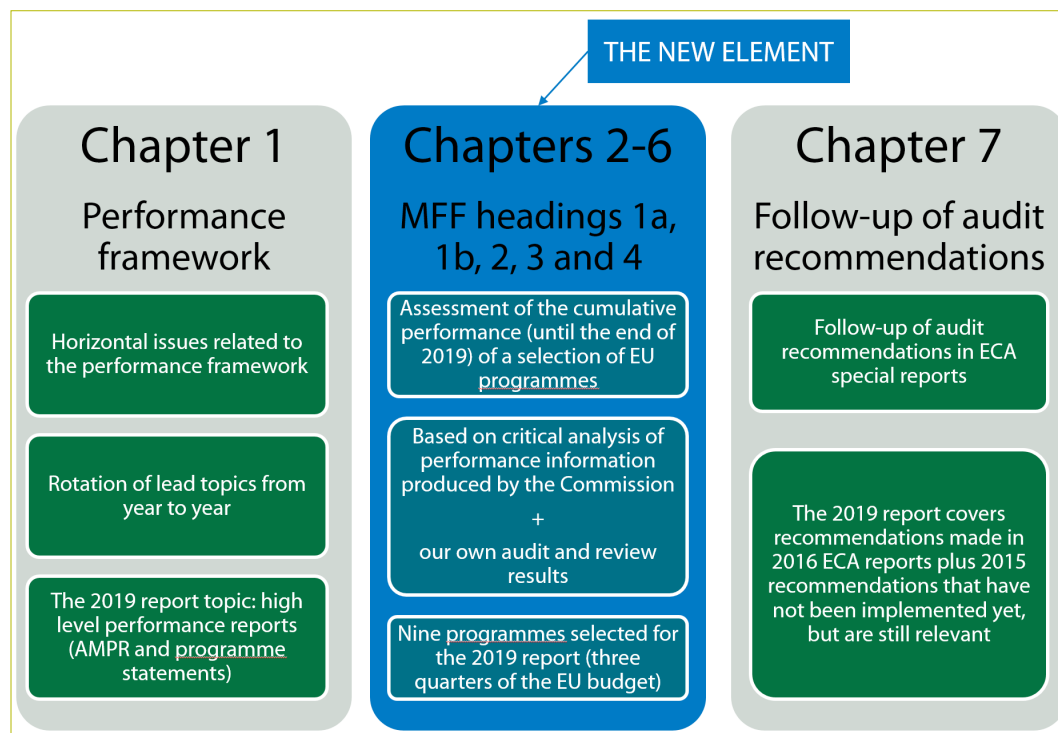 THE NEW ELEMENT
Chapter 1
Performance
framework
Horizontal issues related to
the performance framework
Rotation of lead topics from
year to year
The 2019 report topic: high
level performance reports
(AMPR and programme
statements)
Chapters 2-6
MFF headings 1a,
1b, 2, 3 and 4
Assessment of the cumulative
performance (until the end of
2019) of a selection of EU
programmes
Based on critical analysis of
performance information
produced by the Commission
+
our own audit and review
results
Nine programmes selected for
the 2019 report (three
quarters of the EU budget)
Chapter 7
Follow-up of audit
recommendations
Follow-up of audit
recommendations in ECA
special reports
The 2019 report covers
recommendations made in
2016 ECA reports plus 2015
recommendations that have
not been implemented yet,
but are still relevant